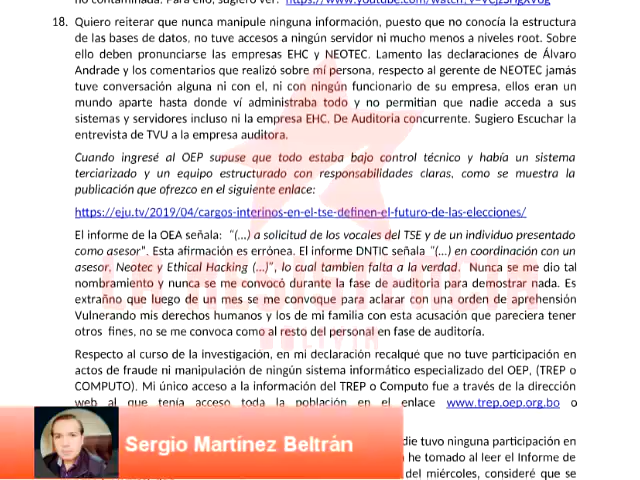 no contaminada. Para ello, sugiero ver: https://www.youtube.com/watch
18. Quiero reiterar que nunca manipule ninguna información, puesto que no conocía la estructura
de las bases de datos, no tuve accesos a ningún servidor ni mucho menos a niveles root. Sobre
ello deben pronunciarse las empresas EHC y NEOTEC. Lamento las declaraciones de Álvaro
Andrade y los comentarios que realizó sobre mí persona, respecto al gerente de NEOTEC jamás
tuve conversación alguna ni con el, ni con ningún funcionario de su empresa, ellos eran un
mundo aparte hasta donde ví administraba todo y no permitian que nadie acceda a sus
sistemas y servidores incluso ni la empresa EHC. De Auditoria concurrente. Sugiero Escuchar la
entrevista de TVU a la empresa auditora.
Cuando ingresé al OEP supuse que todo estaba bajo control técnico y había un sistema
terciarizado y un equipo estructurado con responsabilidades claras, como se muestra la
publicación que ofrezco en el siguiente enlace:
https://eju.tv/2019/04/cargos-interinos-en-el-tse-definen-el-futuro-de-las-elecciones/
El informe de la OEA señala: "(...) a solicitud de los vocales del TSE y de un individuo presentado
como asesor". Esta afirmación es errónea. El informe DNTIC señala "(...) en coordinación con un
asesor, Neotec y Ethical Hacking (...)", lo cual tambien falta a la verdad. Nunca se me dio tal
nombramiento y nunca se me convocó durante la fase de auditoria para demostrar nada. Es
extraño que luego de un mes se me convoque para aclarar con una orden de aprehensión
Vulnerando mis derechos humanos y los de mi familia con esta acusación que pareciera tener
otros fines, no se me convoca como al resto del personal en fase de auditoría.
BOLIVIA
Respecto al curso de la investigación, en mi declaración recalqué que no tuve participación en
actos de fraude ni manipulación de ningún sistema informático especializado del OEP, (TREP o
COMPUTO). Mi único acceso a la información del TREP o Computo fue a través de la dirección
web al que tenía acceso toda la población en el enlace www.trep.oep.org.bo o
die tuvo ninguna participación en
he tomado al leer el Informe de
del miércoles, consideré que se
Sergio Martínez Beltrán